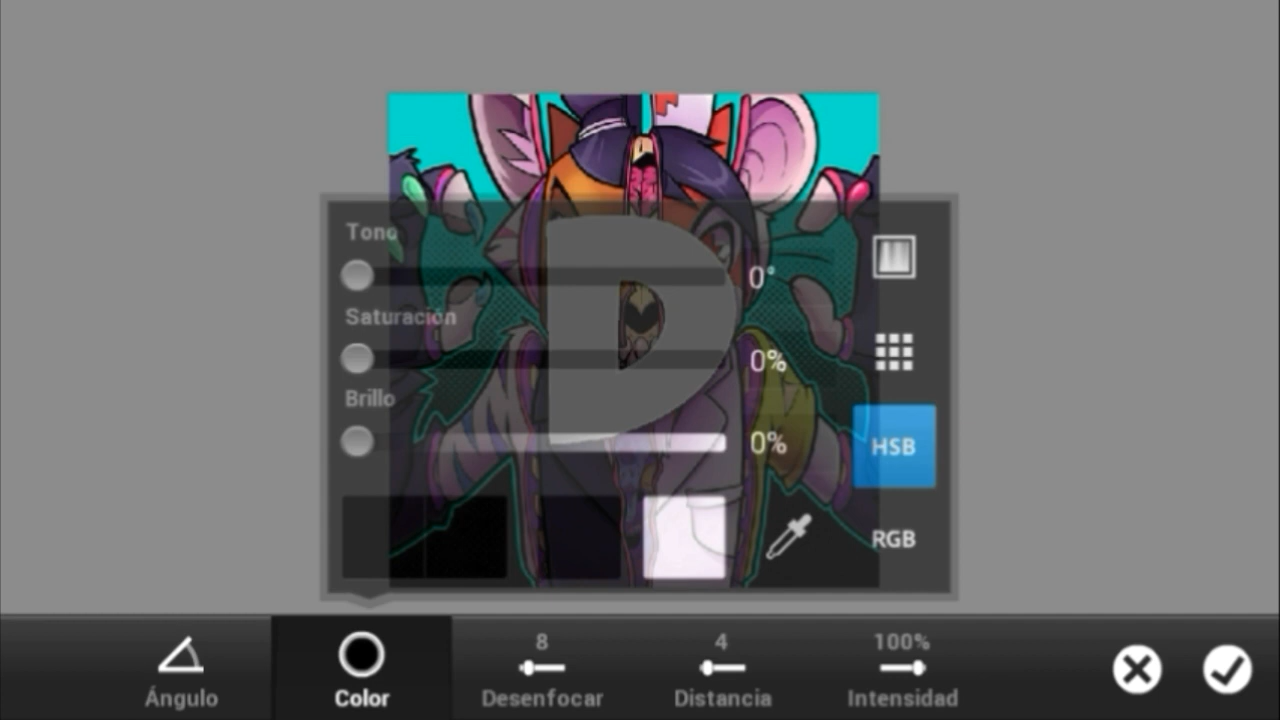 D
Tono
0°
Saturación
0%
Brillo
0%
HSB
RGB
8
4
100%
Ángulo
Color
Desenfocar
Distancia
Intensidad